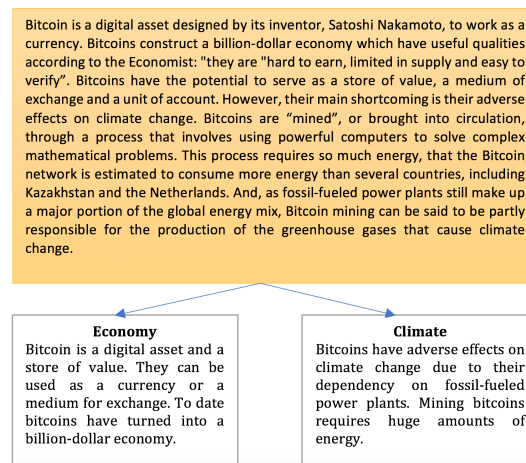 Bitcoin is a digital asset designed by its inventor, Satoshi Nakamoto, to work as a
currency. Bitcoins construct a billion-dollar economy which have useful qualities
according to the Economist: "they are "hard to earn, limited in supply and easy to
verify”. Bitcoins have the potential to serve as a store of value, a medium of
exchange and a unit of account. However, their main shortcoming is their adverse
effects on climate change. Bitcoins are “mined”, or brought into circulation,
through a process that involves using powerful computers to solve complex
mathematical problems. This process requires so much energy, that the Bitcoin
network is estimated to consume more energy than several countries, including
Kazakhstan and the Netherlands. And, as fossil-fueled power plants still make up
a major portion of the global energy mix, Bitcoin mining can be said to be partly
responsible for the production of the greenhouse gases that cause climate
change.
Economy
Bitcoin is a digital asset and a
store of value. They can be
used as a currency or a
medium for exchange. To date
bitcoins have turned into a
billion-dollar economy.
Climate
Bitcoins have adverse effects on
climate change due to their
dependency on fossil-fueled
power plants. Mining bitcoins
requires huge amounts of
energy.